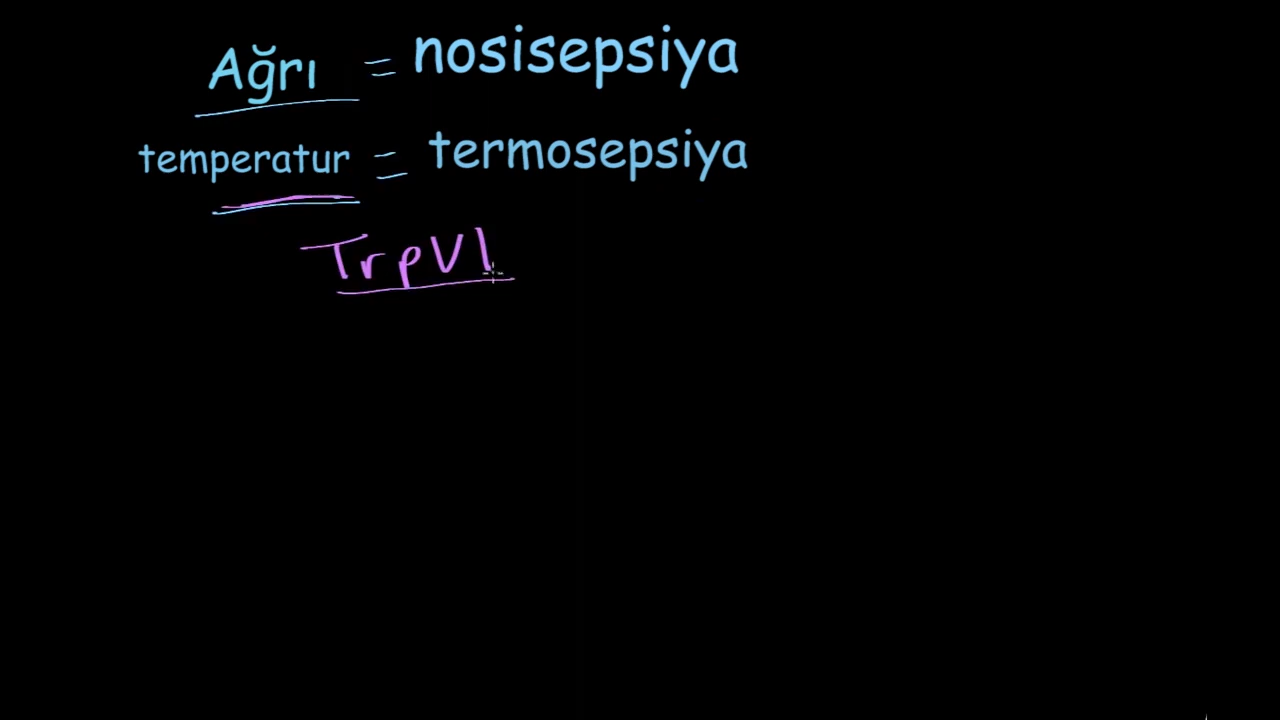 Ağrı = nosisepsiya
temperatur = termosepsiya
TrpV1